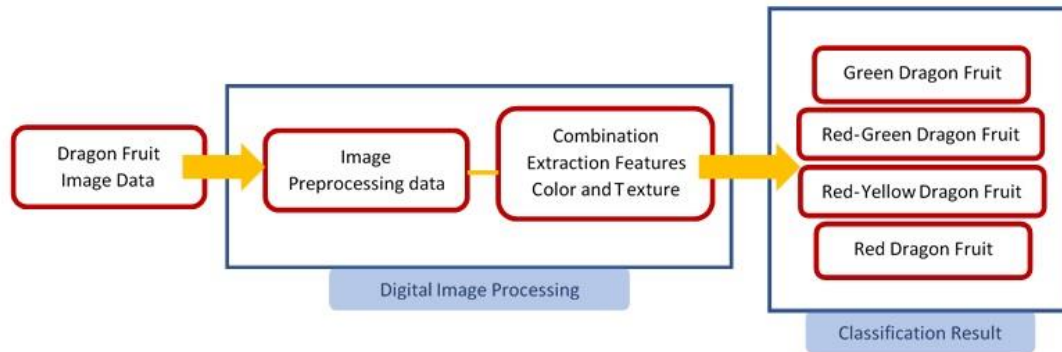 Dragon Fruit
Image Data
Image
Preprocessing data
Combination
Extraction Features
Color and Texture
Digital Image Processing
Green Dragon Fruit
Red-Green Dragon Fruit
Red-Yellow Dragon Fruit
Red Dragon Fruit
Classification Result